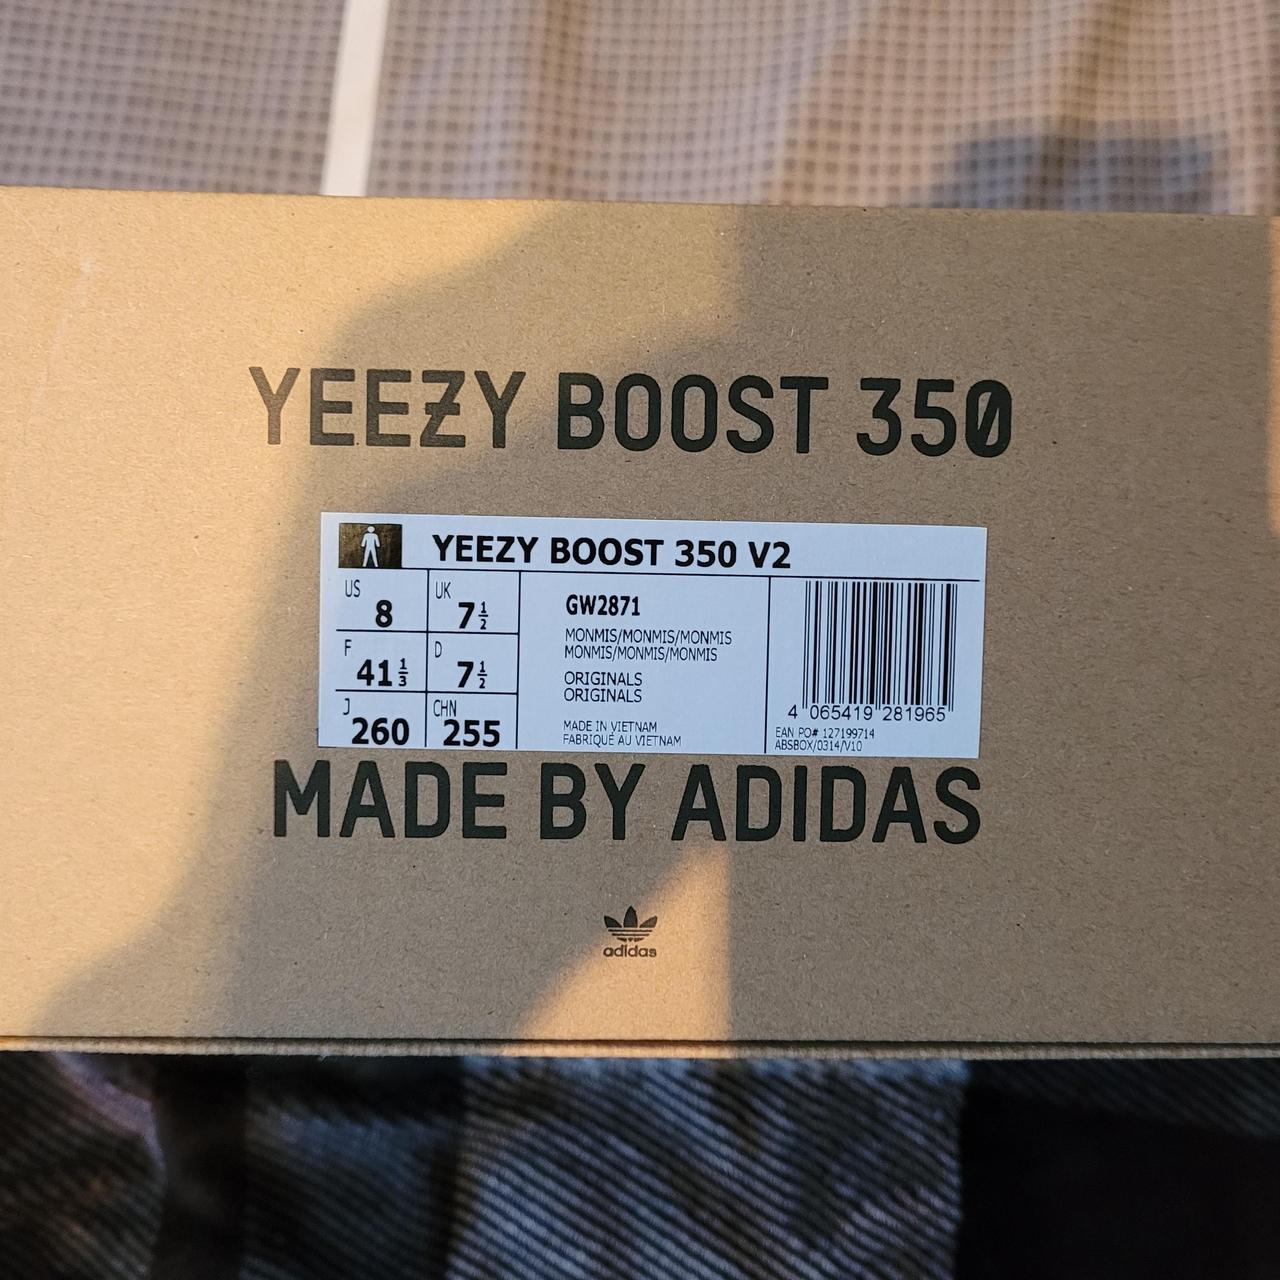 YEEZY BOOST 350
YEEZY BOOST 350 V2
US 8 UK 7 1/2
F 41 1/3 D 7 1/2
J 260 CHN 255
GW2871
MONMIS/MONMIS/MONMIS
MONMIS/MONMIS/MONMIS
ORIGINALS
ORIGINALS
MADE IN VIETNAM
FABRIQUÉ AU VIETNAM
4 065419 281965
EAN PO# 127199714
ABSBOX/0314/V10
MADE BY ADIDAS
adidas